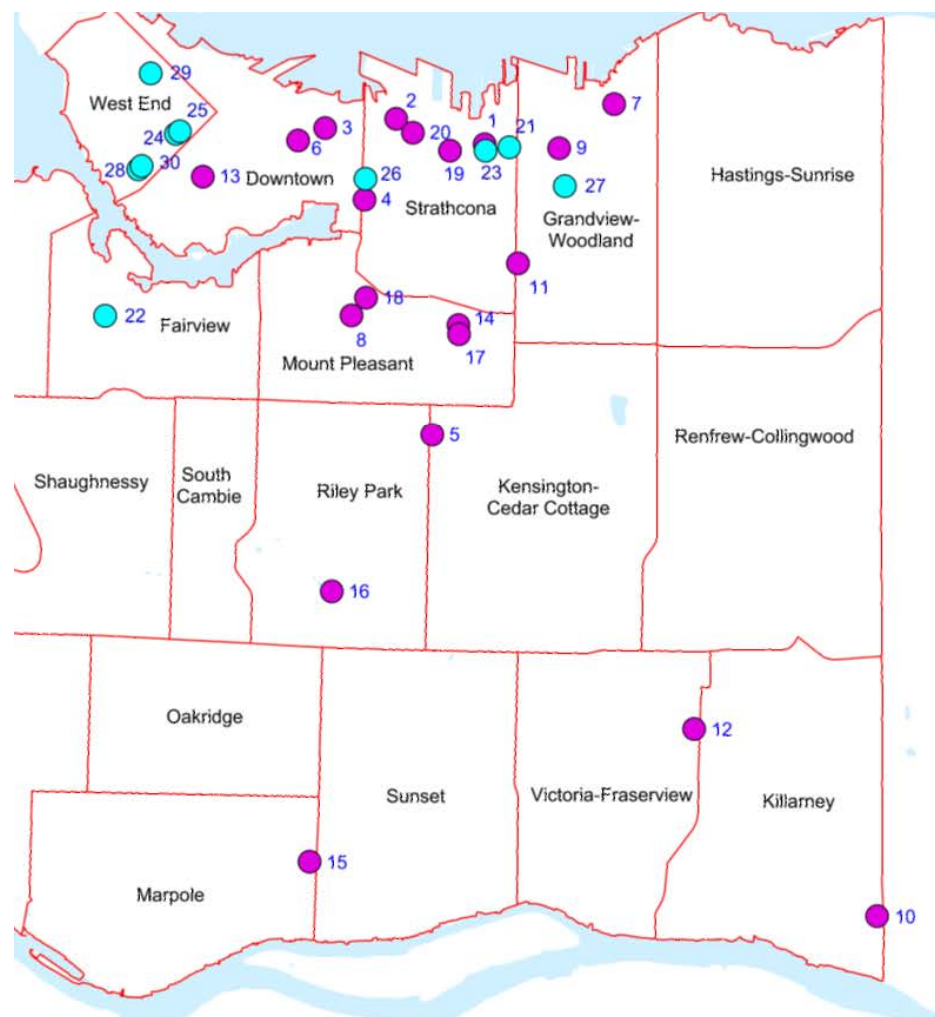 29
7
West End
25
2
1
21
3
24
20
9
6
19
23
30
28
13
Downtown
26
27
Hastings-Sunrise
4
Strathcona
Grandview-
Woodland
11
18
22
14
Fairview
8
17
Mount Pleasant
5
Renfrew-Collingwood
Shaughnessy
South
Cambie
Riley Park
Kensington-
Cedar Cottage
16
Oakridge
12
Sunset
Victoria-Fraserview
Killarney
15
Marpole
10